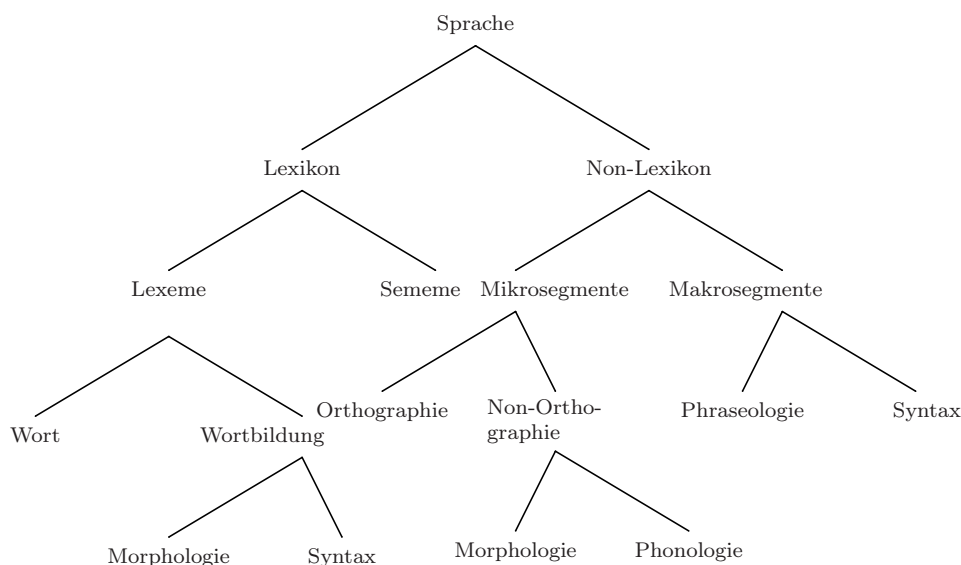 Sprache
Lexikon Non-Lexikon
Lexeme Sememe Mikrosegmente Makrosegmente
Orthographie Non-Ortho- Phraseologie Syntax
graphie
Wort Wortbildung
Morphologie Syntax Morphologie Phonologie